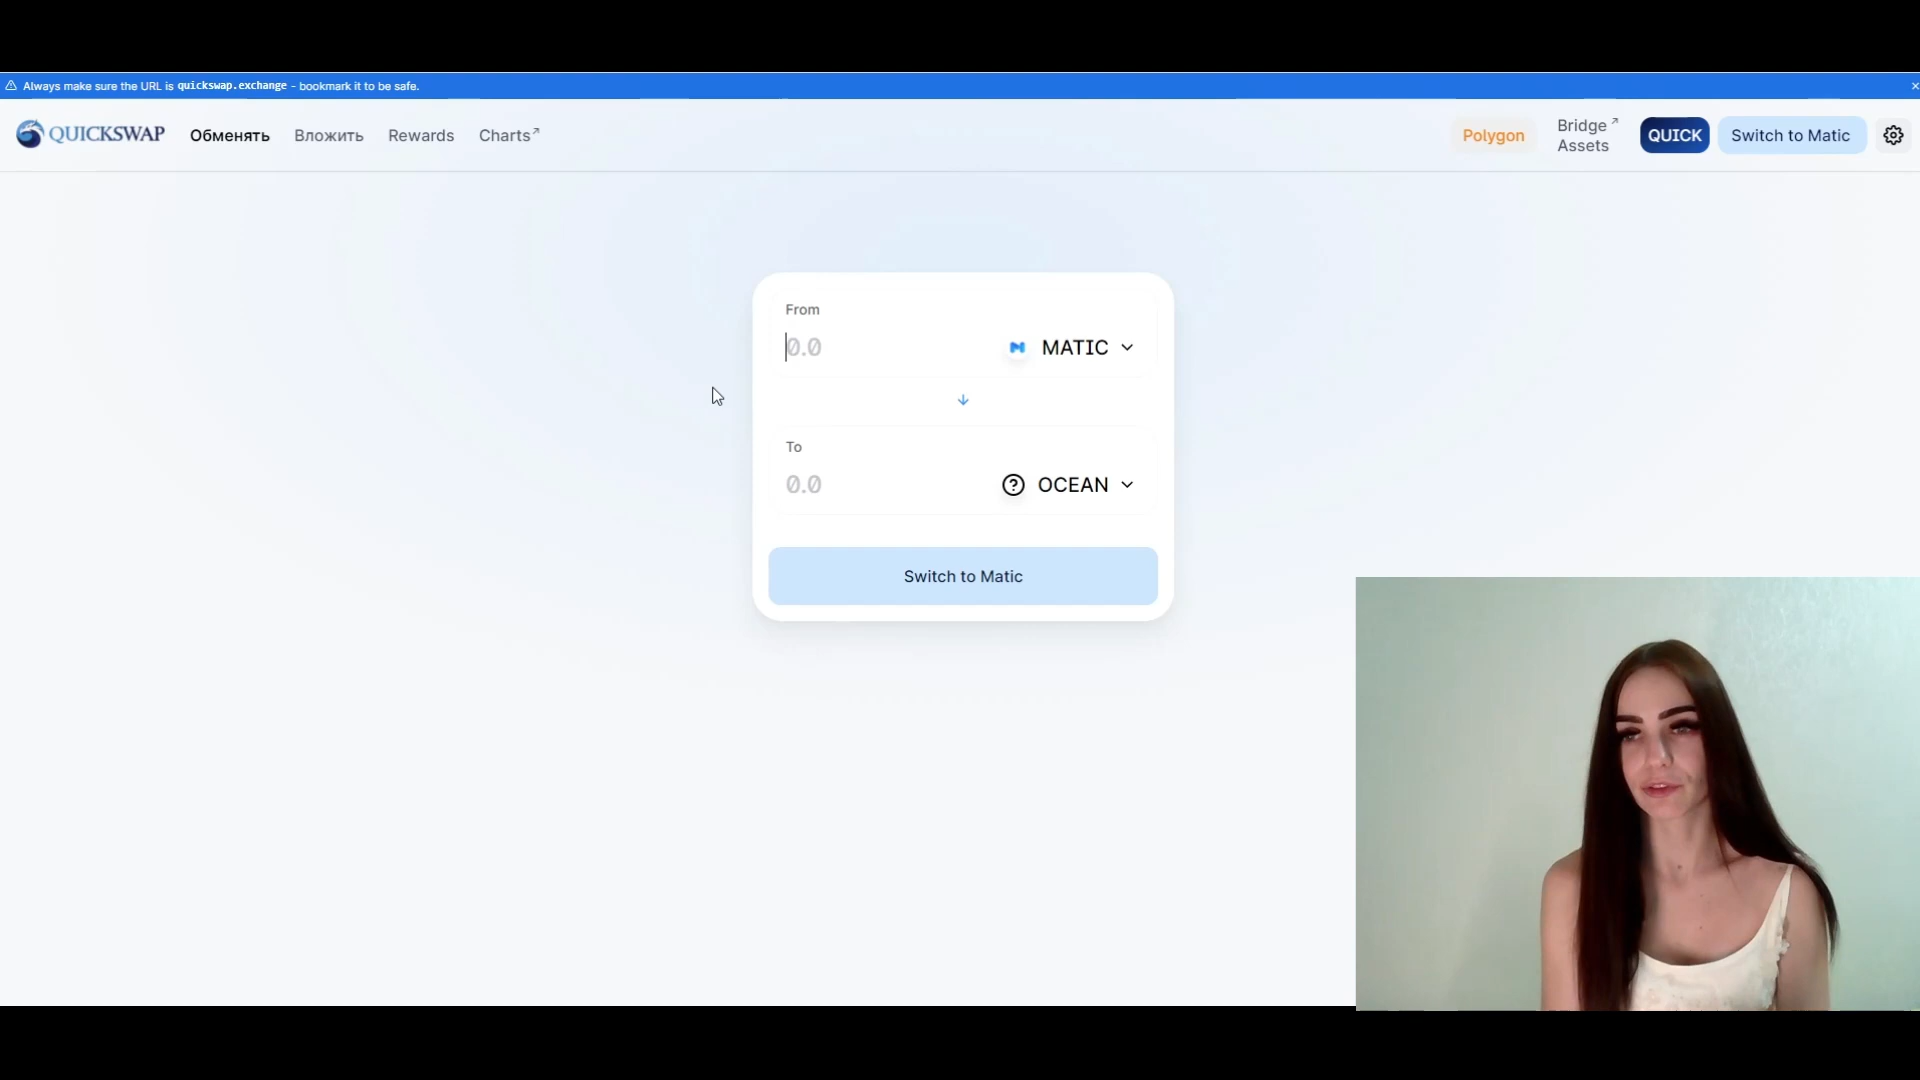 Always make sure the URL is quickswap.exchange - bookmark it to be safe.
QUICKSWAP Обменять Вложить Rewards Charts↗ Polygon Bridge↗ Assets QUICK Switch to Matic
From
0.0 MATIC
To
0.0 OCEAN
Switch to Matic